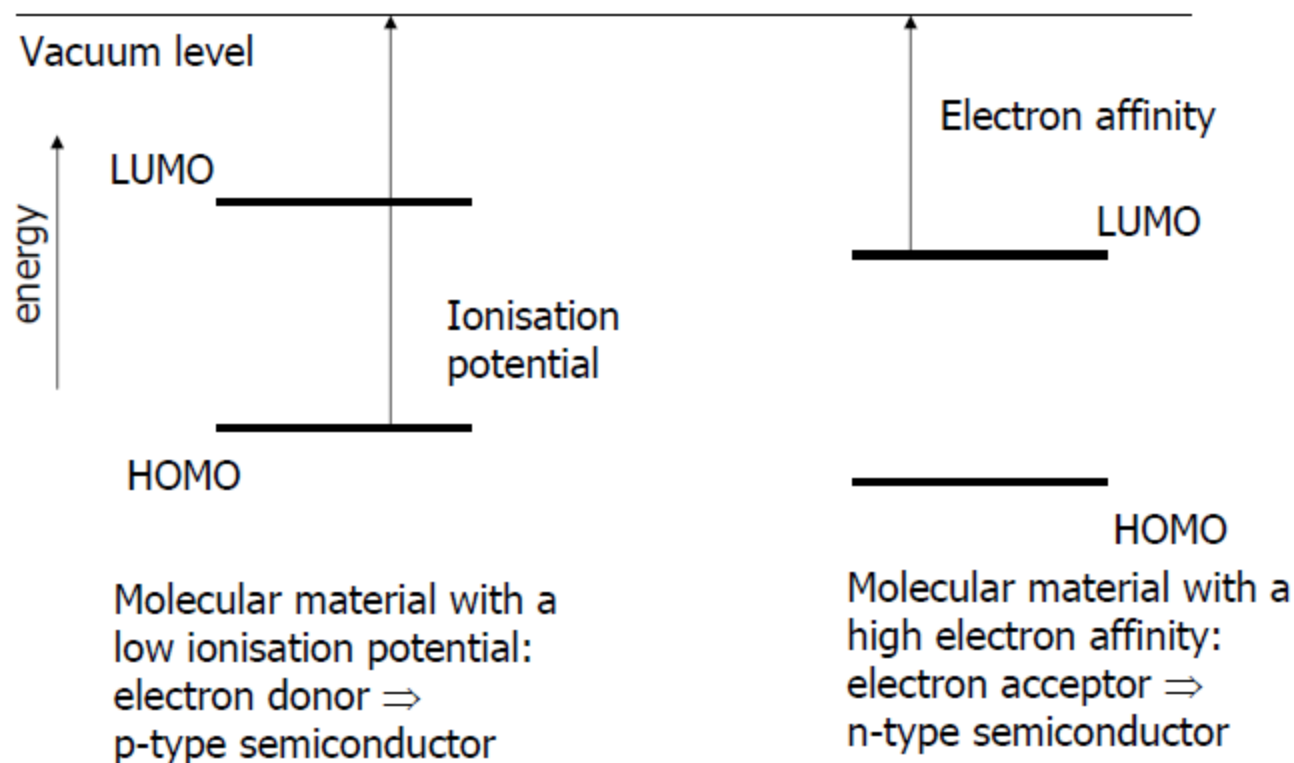 Vacuum level
Electron affinity
LUMO
LUMO
energy
Ionisation
potential
HOMO
HOMO
Molecular material with a
low ionisation potential:
electron donor ⇒
p-type semiconductor
Molecular material with a
high electron affinity:
electron acceptor ⇒
n-type semiconductor